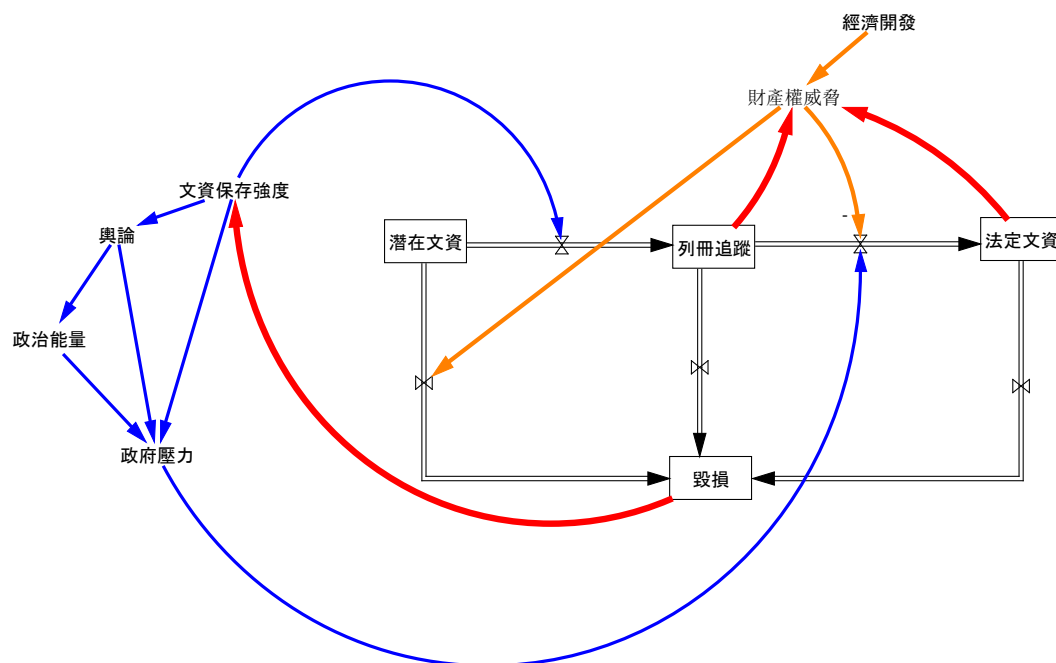 經濟開發
財產權威脅
文資保存強度
輿論
潛在文資
列冊追蹤
-
法定文資
政治能量
政府壓力
毀損